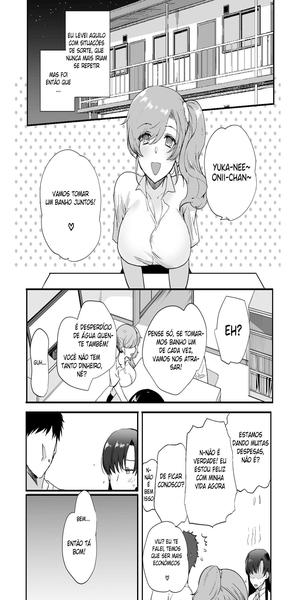 EU LEVEI AQUILO
COM SITUAÇÕES
DE SORTE, QUE
NUNCA MAIS IRIAM
SE REPETIR
MAS FOI
ENTÃO QUE
...
YUKA-NEE~
ONII-CHAN~
VAMOS TOMAR
UM BANHO JUNTOS!
♡
EH?
PENSE SÓ, SE TOMAR-
MOS BANHO UM
DE CADA VEZ,
VAMOS NOS ATRA-
SAR!
É DESPERDÍCIO
DE ÁGUA QUEN-
TE TAMBÉM!
VOCÊ NÃO TEM
TANTO DINHEIRO,
NÉ?
GUH...
ESTAMOS
DANDO MUITAS
DESPESAS,
NÃO É?
N-NÃO É
VERDADE! EU
ESTOU FELIZ
COM MINHA
VIDA AGORA
DE FICAR
CONOSCO?
N-NÃO
É BEM
ISSO
VIU? EU TE
FALEI, TEMOS
QUE SER MAIS
ECONÔMICOS
♡
BEM...
ENTÃO
TÁ BOM!